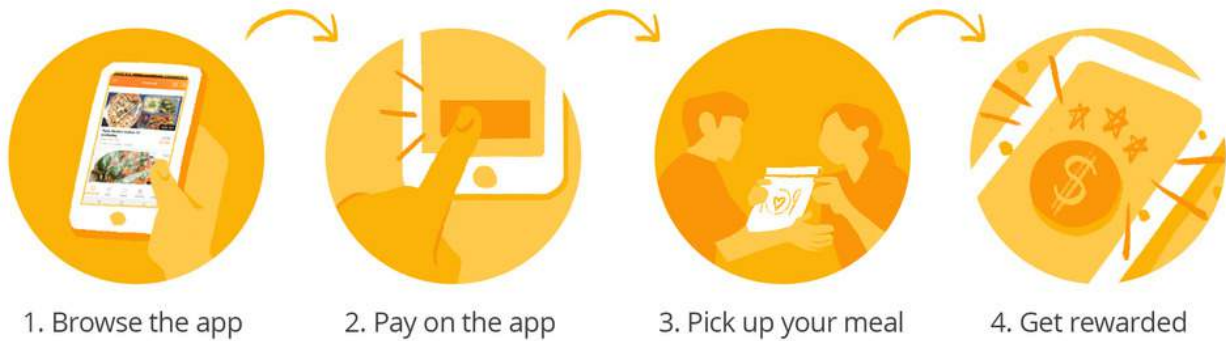 1. Browse the app
2. Pay on the app
3. Pick up your meal
4. Get rewarded
$